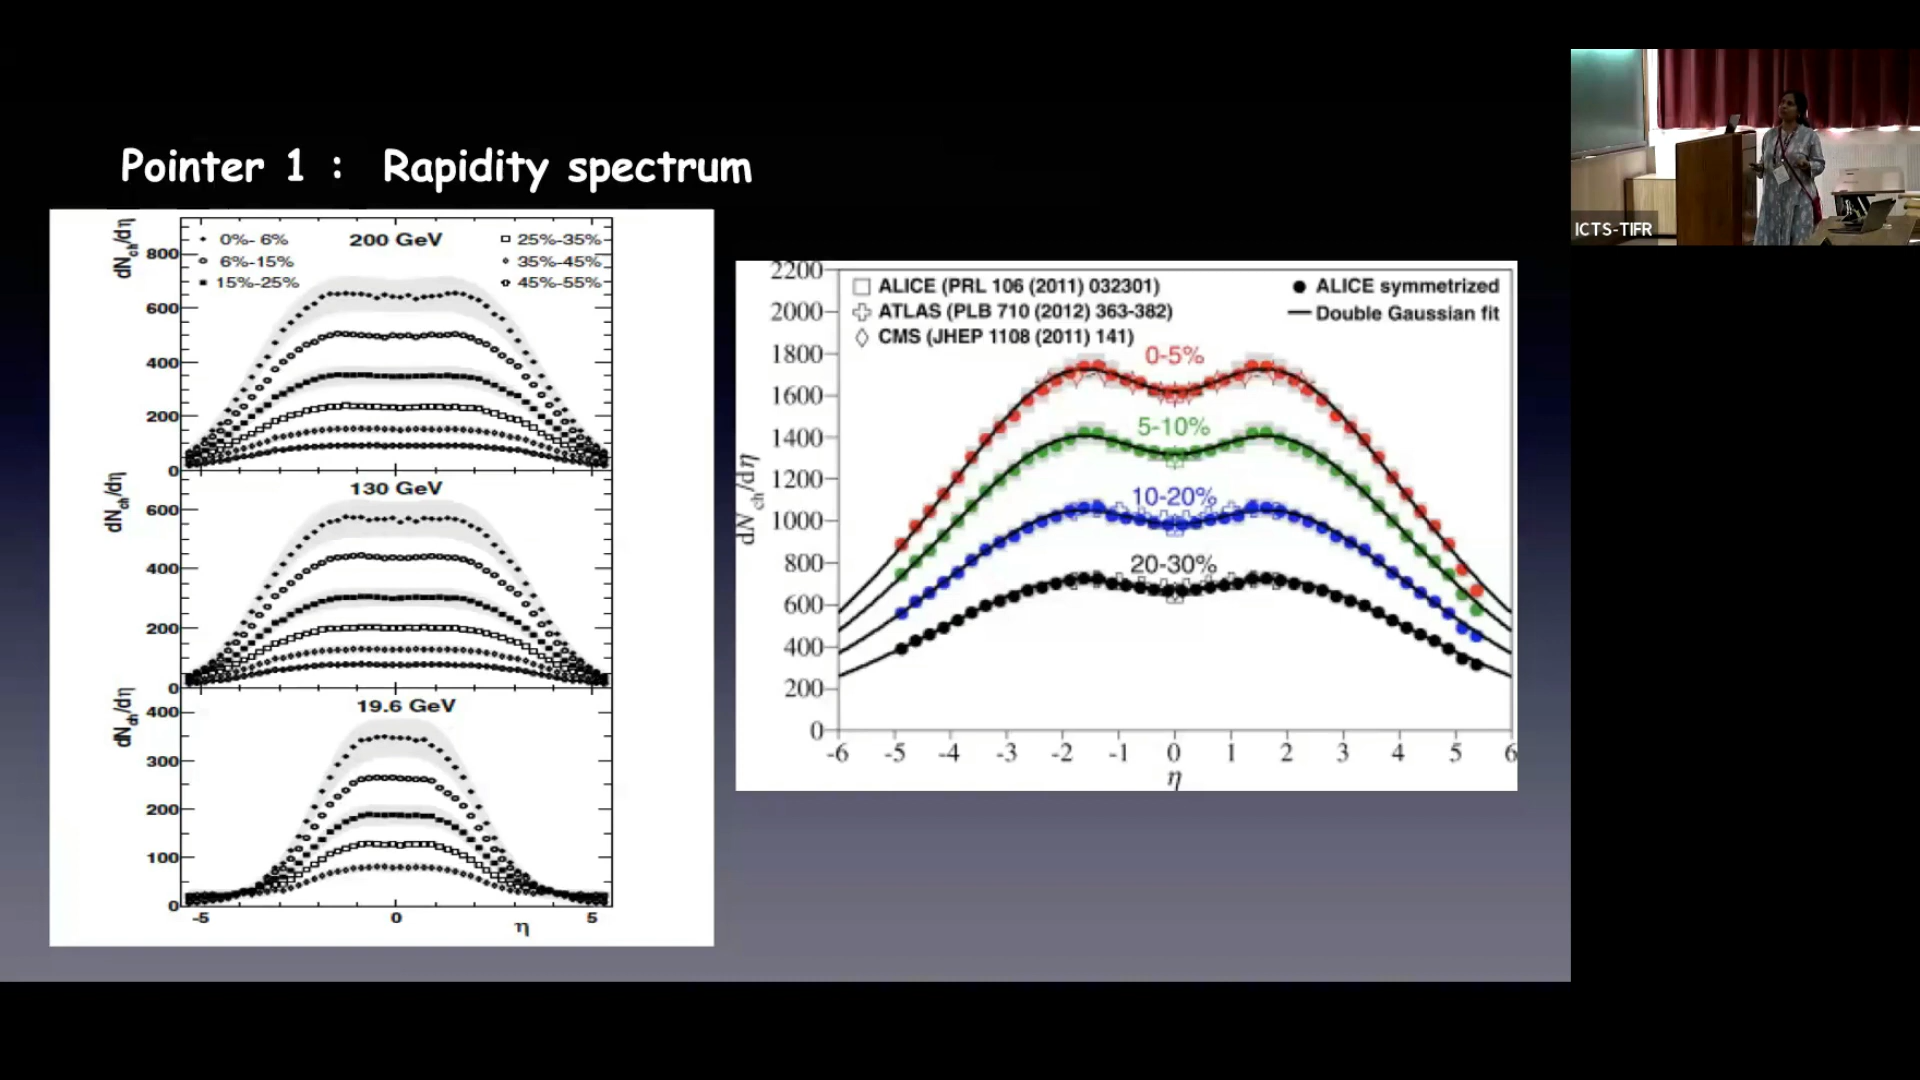 Pointer 1 : Rapidity spectrum
ICTS-TIFR
dNch/dη
0%- 6%
6%-15%
15%-25%
200 GeV
25%-35%
35%-45%
45%-55%
800
600
400
200
0
dNch/dη
130 GeV
600
400
200
0
dNch/dη
19.6 GeV
400
300
200
100
0
-5 0 5
η
2200
2000
1800
1600
1400
1200
1000
800
600
400
200
0
dNch/dη
ALICE (PRL 106 (2011) 032301)
ATLAS (PLB 710 (2012) 363-382)
CMS (JHEP 1108 (2011) 141)
ALICE symmetrized
Double Gaussian fit
0-5%
5-10%
10-20%
20-30%
-6 -5 -4 -3 -2 -1 0 1 2 3 4 5 6
η